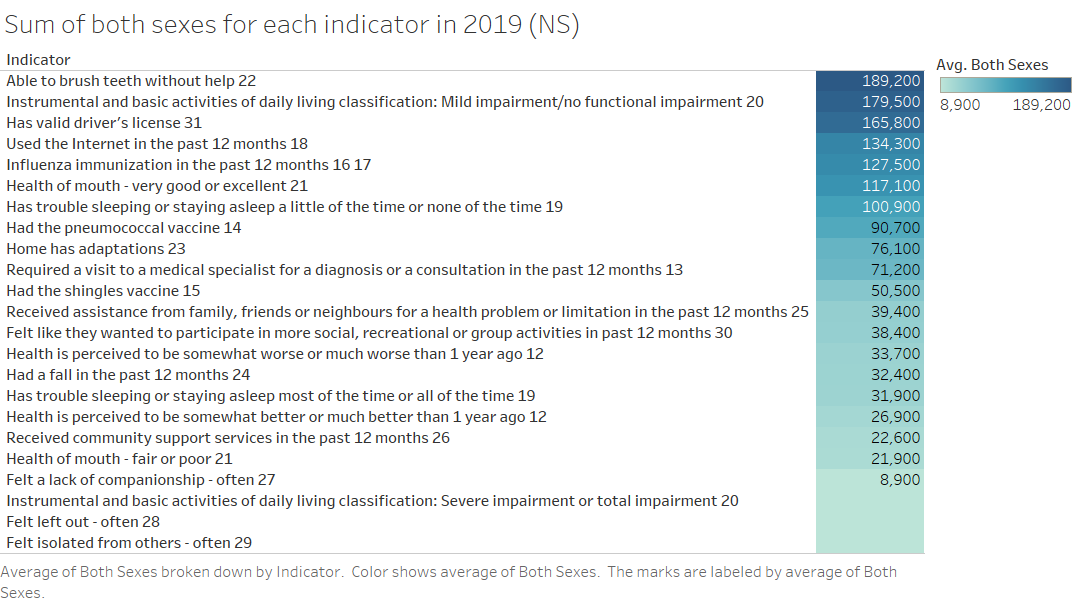 Sum of both sexes for each indicator in 2019 (NS)
Indicator
Able to brush teeth without help 22 189,200
Instrumental and basic activities of daily living classification: Mild impairment/no functional impairment 20 179,500
Has valid driver’s license 31 165,800
Used the Internet in the past 12 months 18 134,300
Influenza immunization in the past 12 months 16 17 127,500
Health of mouth - very good or excellent 21 117,100
Has trouble sleeping or staying asleep a little of the time or none of the time 19 100,900
Had the pneumococcal vaccine 14 90,700
Home has adaptations 23 76,100
Required a visit to a medical specialist for a diagnosis or a consultation in the past 12 months 13 71,200
Had the shingles vaccine 15 50,500
Received assistance from family, friends or neighbours for a health problem or limitation in the past 12 months 25 39,400
Felt like they wanted to participate in more social, recreational or group activities in past 12 months 30 38,400
Health is perceived to be somewhat worse or much worse than 1 year ago 12 33,700
Had a fall in the past 12 months 24 32,400
Has trouble sleeping or staying asleep most of the time or all of the time 19 31,900
Health is perceived to be somewhat better or much better than 1 year ago 12 26,900
Received community support services in the past 12 months 26 22,600
Health of mouth - fair or poor 21 21,900
Felt a lack of companionship - often 27 8,900
Instrumental and basic activities of daily living classification: Severe impairment or total impairment 20
Felt left out - often 28
Felt isolated from others - often 29
Average of Both Sexes broken down by Indicator. Color shows average of Both Sexes. The marks are labeled by average of Both
Sexes.
Avg. Both Sexes
8,900 189,200